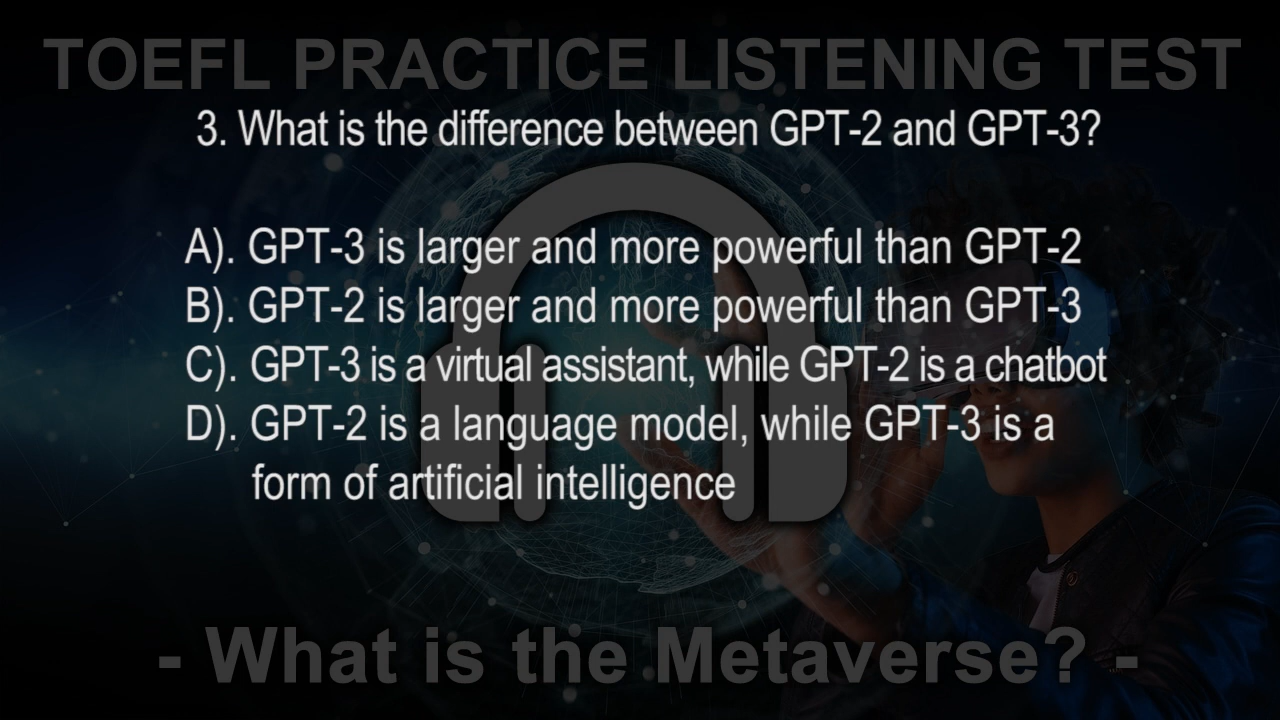 TOEFL PRACTICE LISTENING TEST
3. What is the difference between GPT-2 and GPT-3?
A). GPT-3 is larger and more powerful than GPT-2
B). GPT-2 is larger and more powerful than GPT-3
C). GPT-3 is a virtual assistant, while GPT-2 is a chatbot
D). GPT-2 is a language model, while GPT-3 is a
form of artificial intelligence
- What is the Metaverse? -